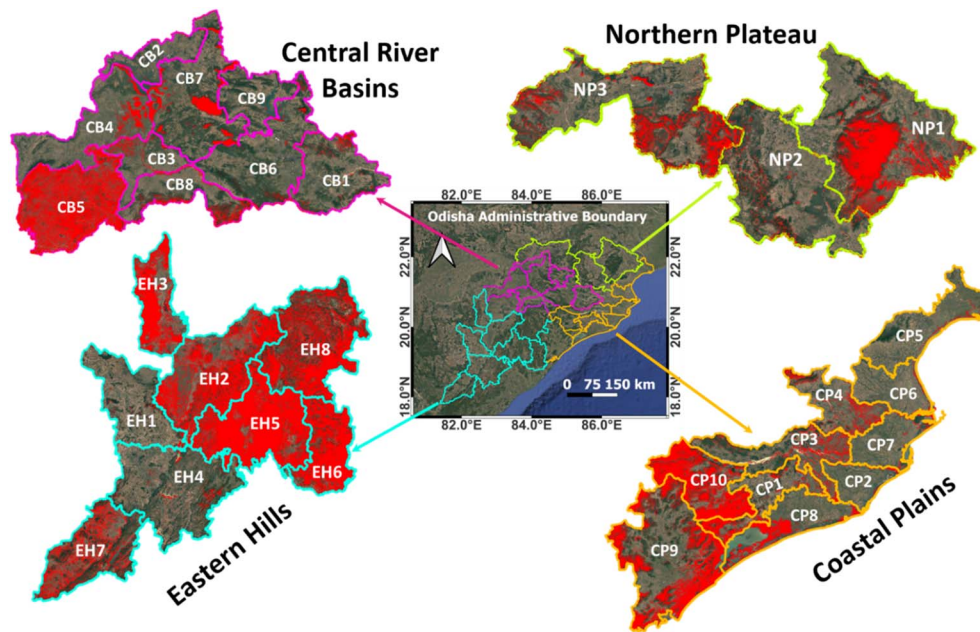 Central River
Basins
CB2
CB7
CB9
CB4
CB3
CB6
CB8
CB1
CB5
Northern Plateau
NP3
NP1
NP2
82.0°E 84.0°E 86.0°E
Odisha Administrative Boundary
22.0°N
20.0°N
18.0°N
22.0°N
20.0°N
18.0°N
0 75 150 km
82.0°E 84.0°E 86.0°E
EH3
EH8
EH2
EH1
EH5
EH4
EH6
EH7
Eastern Hills
CP5
CP4
CP6
CP3
CP7
CP10
CP1
CP2
CP8
CP9
Coastal Plains